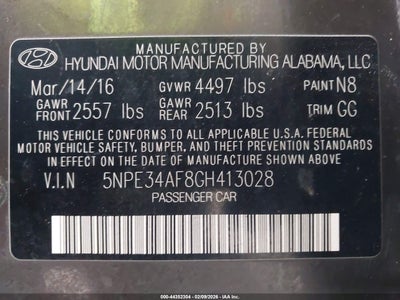 MANUFACTURED BY
HYUNDAI MOTOR MANUFACTURING ALABAMA, LLC
Mar/14/16 GVWR 4497 lbs PAINT N8
GAWR FRONT 2557 lbs GAWR REAR 2513 lbs TRIM GG
THIS VEHICLE CONFORMS TO ALL APPLICABLE U.S.A. FEDERAL
MOTOR VEHICLE SAFETY, BUMPER, AND THEFT PREVENTION STANDARDS
IN EFFECT ON THE DATE OF MANUFACTURE SHOWN ABOVE.
V.I.N 5NPE34AF8GH413028
PASSENGER CAR
000-44352304 - 02/09/2026 - IAA Inc.